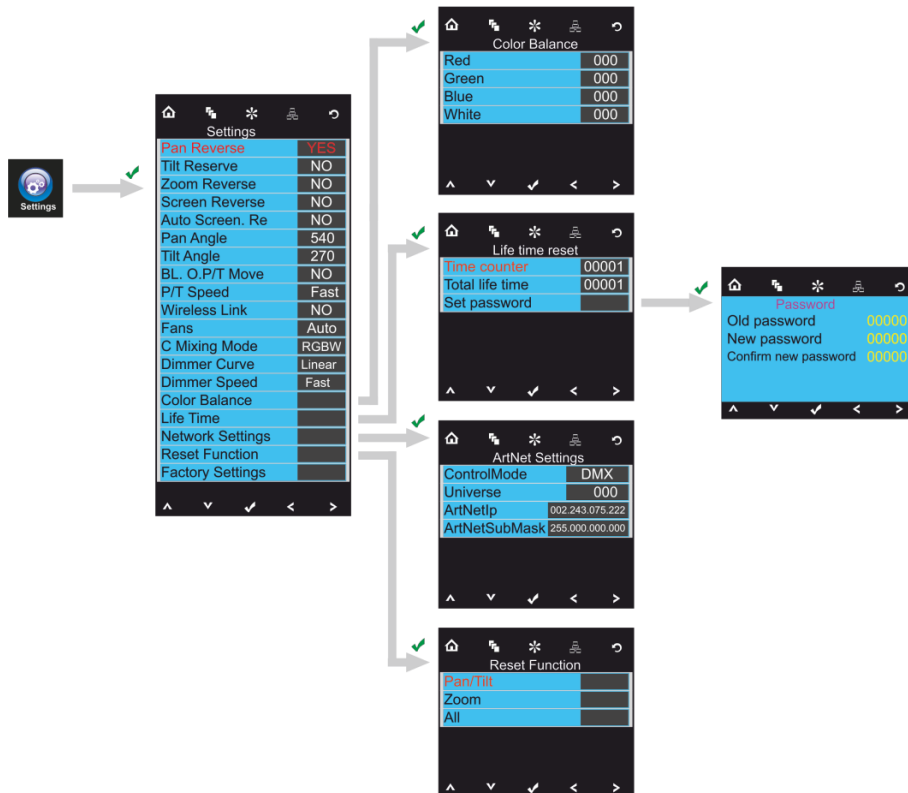 Settings
Settings
Pan Reverse YES
Tilt Reserve NO
Zoom Reverse NO
Screen Reverse NO
Auto Screen. Re NO
Pan Angle 540
Tilt Angle 270
BL. O.P/T Move NO
P/T Speed Fast
Wireless Link NO
Fans Auto
C Mixing Mode RGBW
Dimmer Curve Linear
Dimmer Speed Fast
Color Balance
Life Time
Network Settings
Reset Function
Factory Settings
Color Balance
Red 000
Green 000
Blue 000
White 000
Life time reset
Time counter 00001
Total life time 00001
Set password
Password
Old password 00000
New password 00000
Confirm new password 00000
ArtNet Settings
ControlMode DMX
Universe 000
ArtNetIp 002.243.075.222
ArtNetSubMask 255.000.000.000
Reset Function
Pan/Tilt
Zoom
All